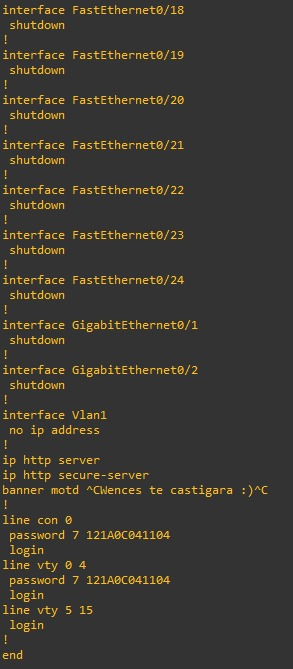 interface FastEthernet0/18
 shutdown
!
interface FastEthernet0/19
 shutdown
!
interface FastEthernet0/20
 shutdown
!
interface FastEthernet0/21
 shutdown
!
interface FastEthernet0/22
 shutdown
!
interface FastEthernet0/23
 shutdown
!
interface FastEthernet0/24
 shutdown
!
interface GigabitEthernet0/1
 shutdown
!
interface GigabitEthernet0/2
 shutdown
!
interface Vlan1
 no ip address
!
ip http server
ip http secure-server
banner motd ^CWences te castigara :)^C
!
line con 0
 password 7 121A0C041104
 login
line vty 0 4
 password 7 121A0C041104
 login
line vty 5 15
 login
!
end